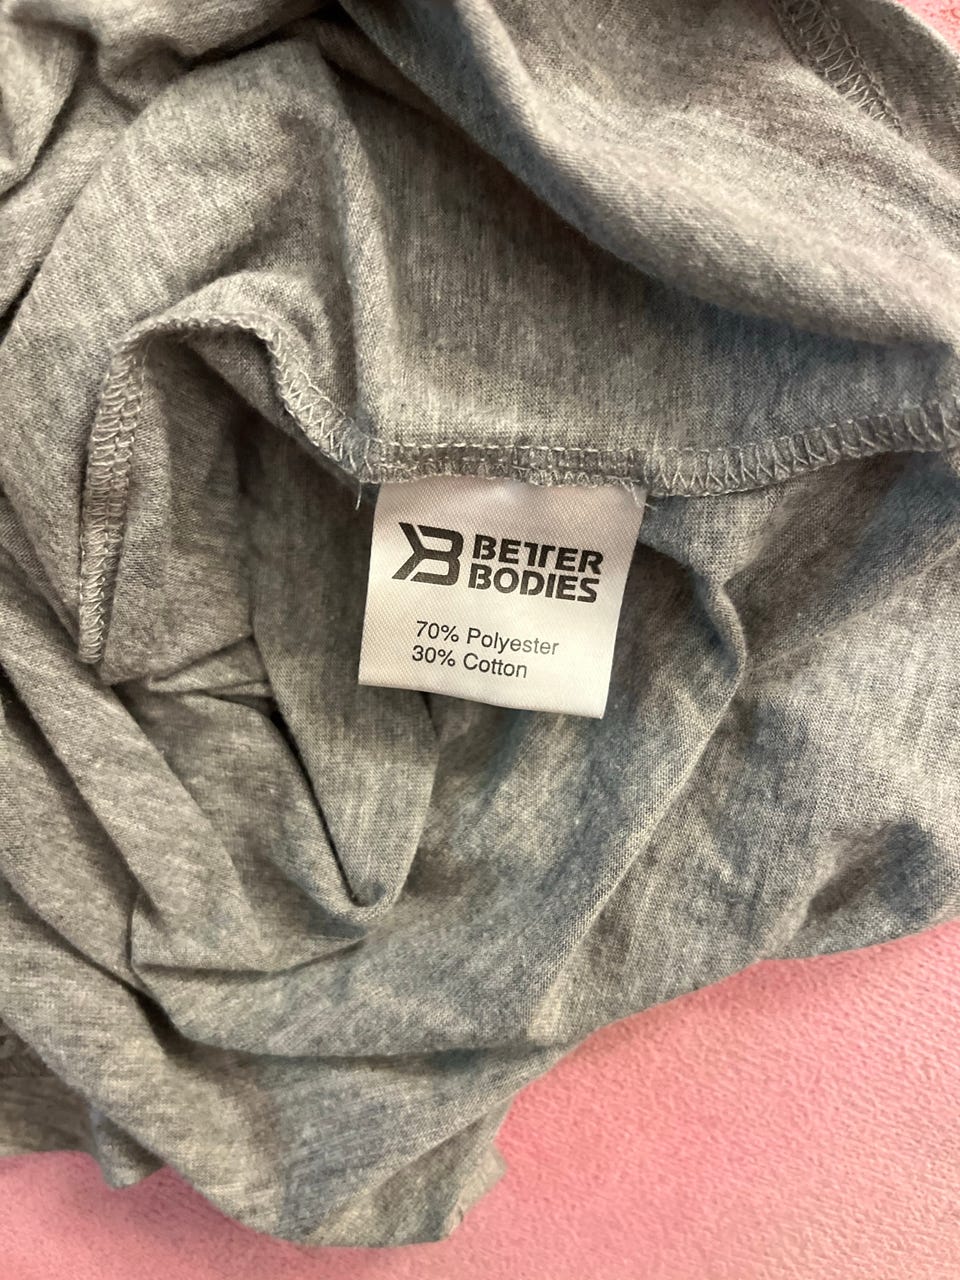 BETTER
BODIES
70% Polyester
30% Cotton